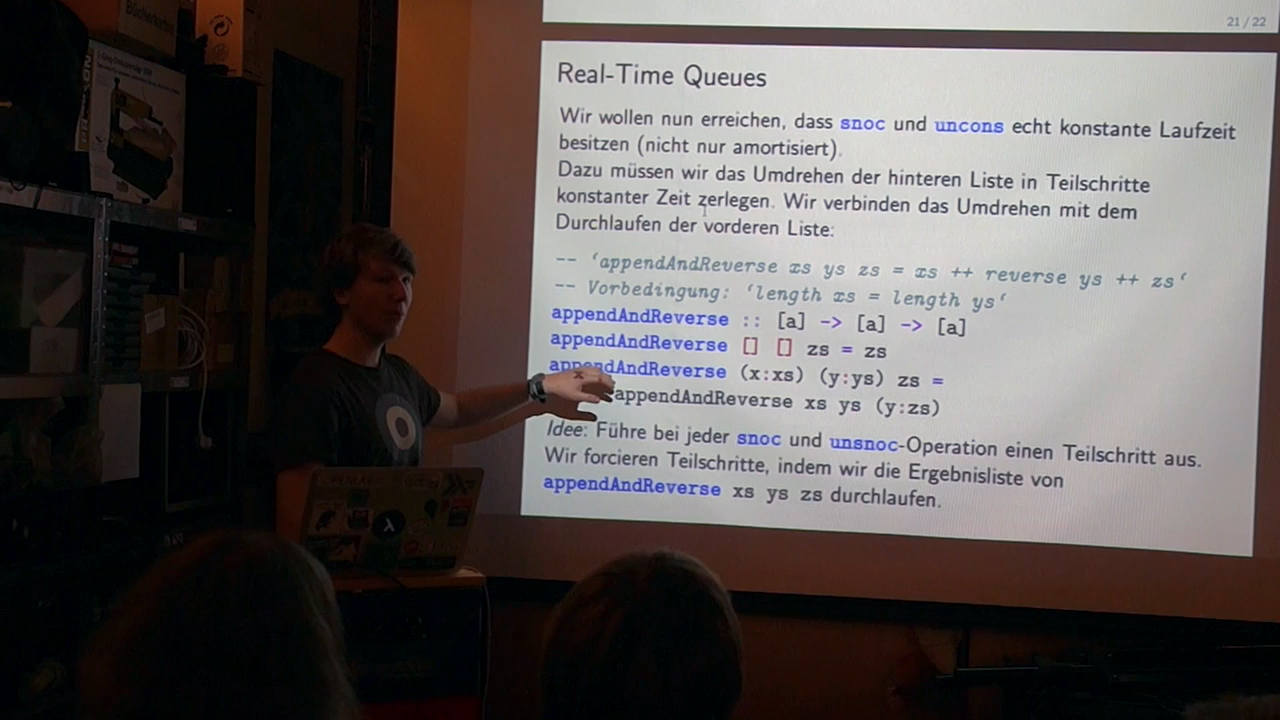 21 / 22
Real-Time Queues
Wir wollen nun erreichen, dass snoc und uncons echt konstante Laufzeit
besitzen (nicht nur amortisiert).
Dazu müssen wir das Umdrehen der hinteren Liste in Teilschritte
konstanter Zeit zerlegen. Wir verbinden das Umdrehen mit dem
Durchlaufen der vorderen Liste:
-- ‘appendAndReverse xs ys zs = xs ++ reverse ys ++ zs‘
-- Vorbedingung: ‘length xs = length ys‘
appendAndReverse :: [a] -> [a] -> [a]
appendAndReverse [] [] zs = zs
appendAndReverse (x:xs) (y:ys) zs =
appendAndReverse xs ys (y:zs)
Idee: Führe bei jeder snoc und unsnoc-Operation einen Teilschritt aus.
Wir forcieren Teilschritte, indem wir die Ergebnisliste von
appendAndReverse xs ys zs durchlaufen.